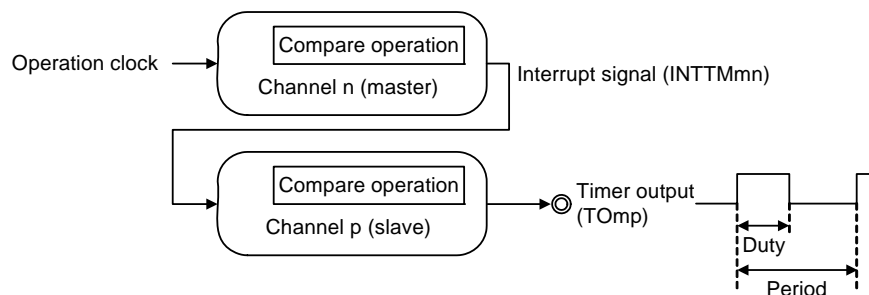 Compare operation
Operation clock
Channel n (master)
Interrupt signal (INTTMmn)
Compare operation
Channel p (slave)
Timer output
(TOmp)
Duty
Period